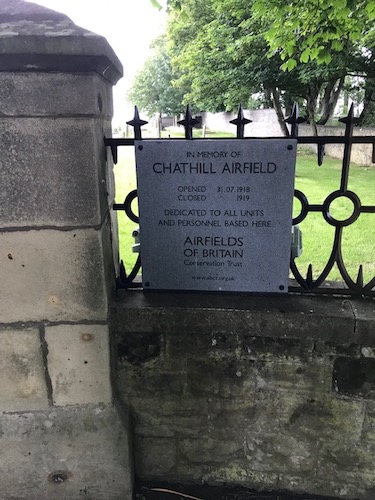 IN MEMORY OF
CHATHILL AIRFIELD
OPENED 31.07.1918
CLOSED 1919
DEDICATED TO ALL UNITS
AND PERSONNEL BASED HERE
AIRFIELDS
OF BRITAIN
Conservation Trust
www.abct.org.uk